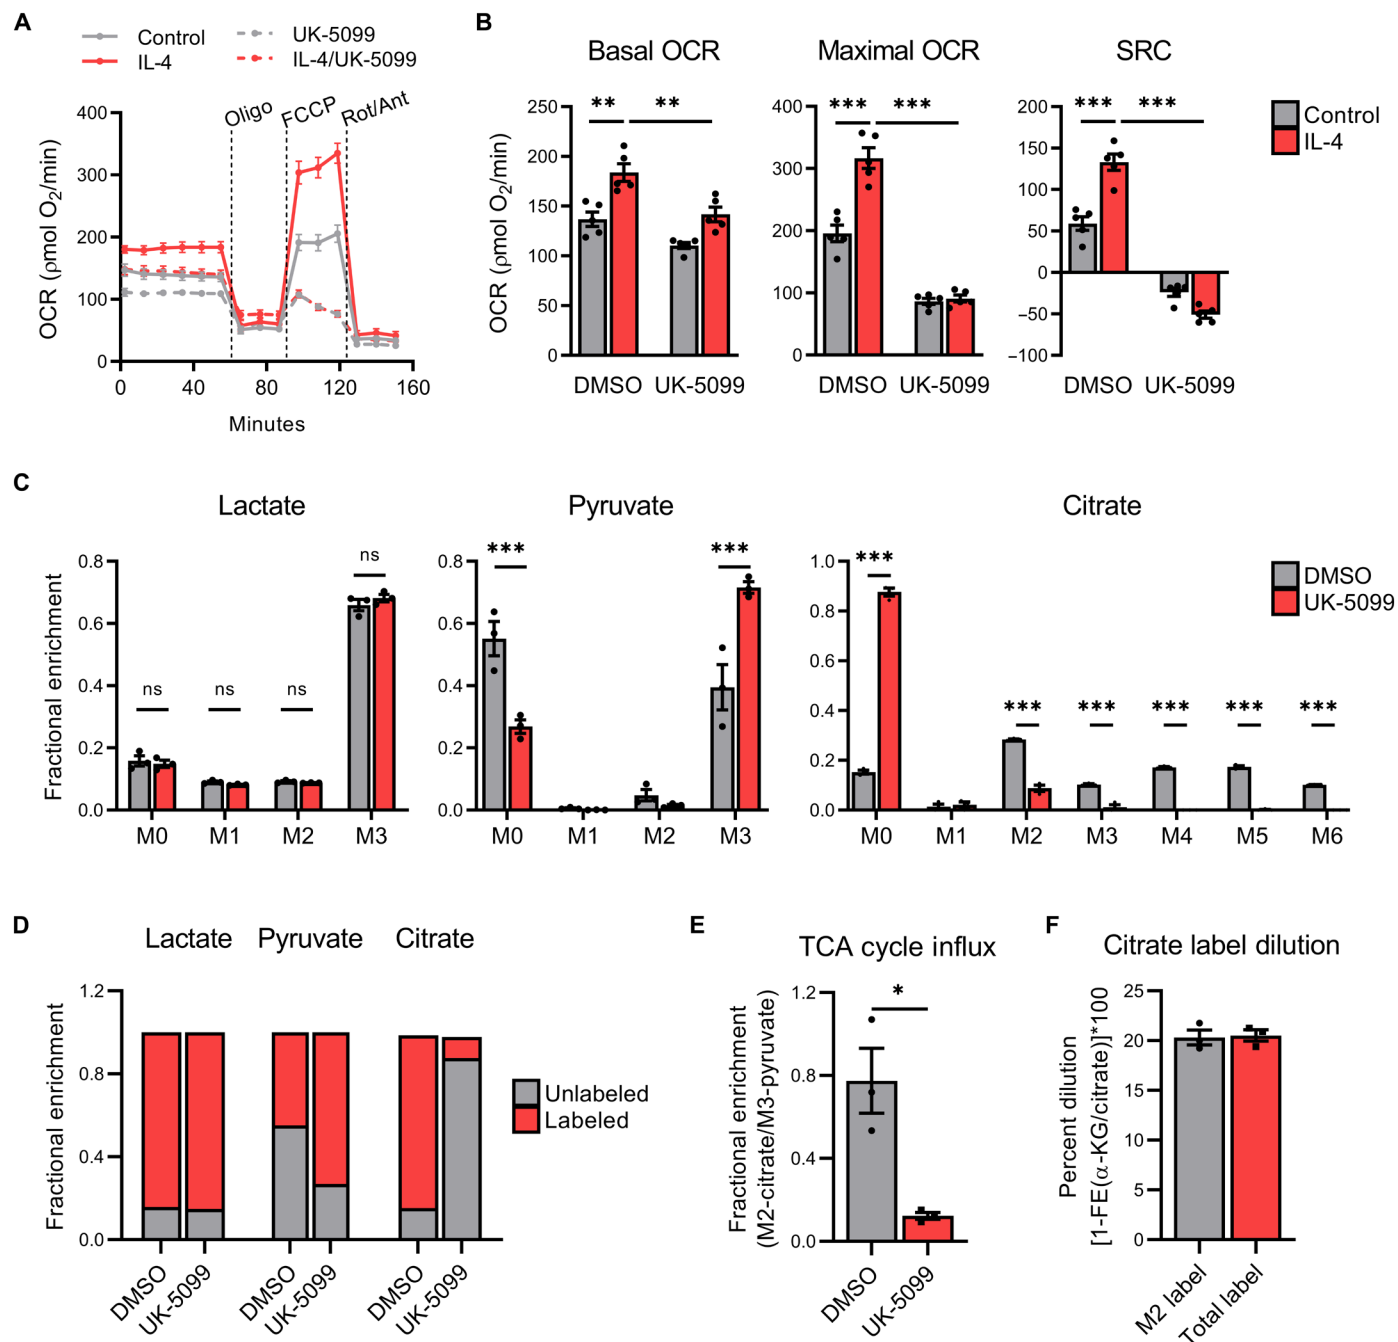 A
Control
UK-5099
IL-4
IL-4/UK-5099
Oligo
FCCP
Rot/Ant
OCR (ρmol O2/min)
400
300
200
100
0
0 40 80 120 160
Minutes
B
Basal OCR
Maximal OCR
SRC
OCR (ρmol O2/min)
250
200
150
100
50
0
** **
DMSO UK-5099
400
300
200
100
0
*** ***
DMSO UK-5099
200
150
100
50
0
–50
–100
*** ***
DMSO UK-5099
Control
IL-4
C
Lactate
Pyruvate
Citrate
Fractional enrichment
0.8
0.6
0.4
0.2
0.0
ns ns ns ns
M0 M1 M2 M3
0.8
0.6
0.4
0.2
0.0
*** ***
M0 M1 M2 M3
1.0
0.8
0.6
0.4
0.2
0.0
*** *** *** *** *** ***
M0 M1 M2 M3 M4 M5 M6
DMSO
UK-5099
D
Lactate Pyruvate Citrate
Fractional enrichment
1.2
0.8
0.4
0.0
DMSO
UK-5099
DMSO
UK-5099
DMSO
UK-5099
Unlabeled
Labeled
E
TCA cycle influx
Fractional enrichment
(M2-citrate/M3-pyruvate)
1.2
0.8
0.4
0.0
*
DMSO
UK-5099
F
Citrate label dilution
Percent dilution
[1-FE(α-KG/citrate)]*100
25
20
15
10
5
0
M2 label
Total label